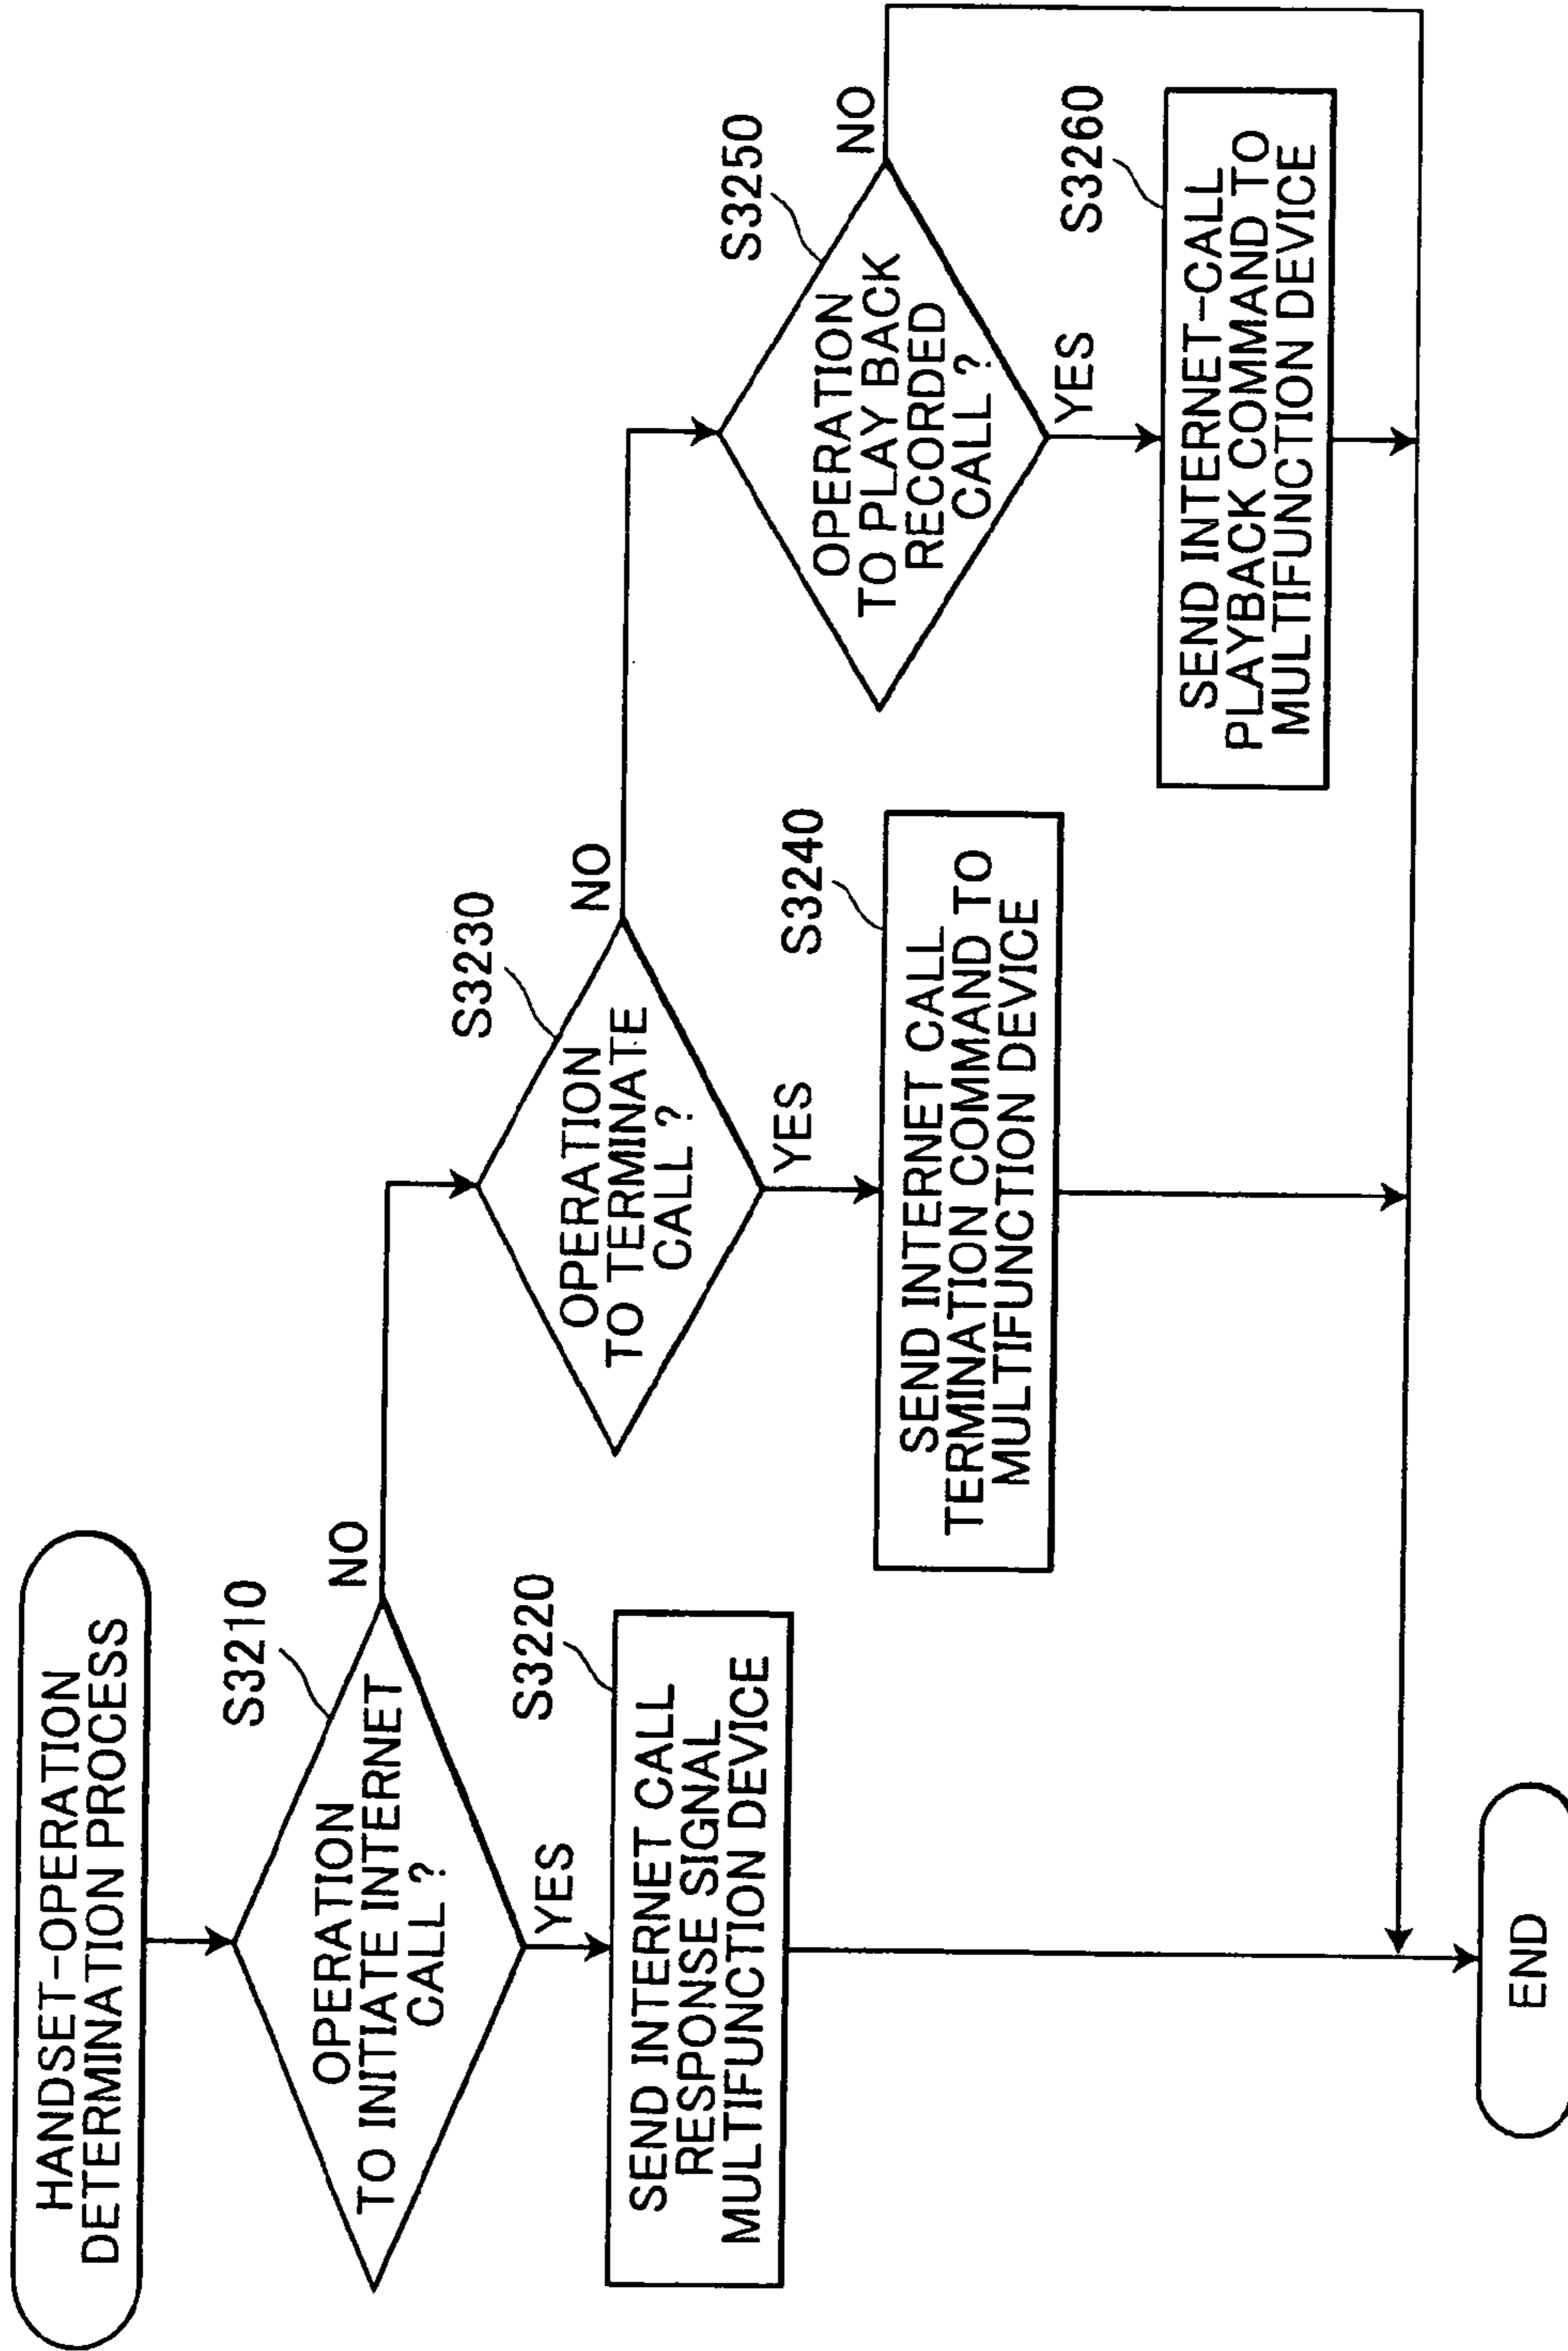 HANDSET-OPERATION
DETERMINATION PROCESS
S3210
OPERATION
TO INITIATE INTERNET
CALL ?
NO
YES
S3220
SEND INTERNET CALL
RESPONSE SIGNAL
MULTIFUNCTION DEVICE
S3230
OPERATION
TO TERMINATE
CALL ?
NO
YES
S3240
SEND INTERNET CALL
TERMINATION COMMAND TO
MULTIFUNCTION DEVICE
S3250
OPERATION
TO PLAY BACK
RECORDED
CALL ?
NO
YES
S3260
SEND INTERNET-CALL
PLAYBACK COMMAND TO
MULTIFUNCTION DEVICE
END